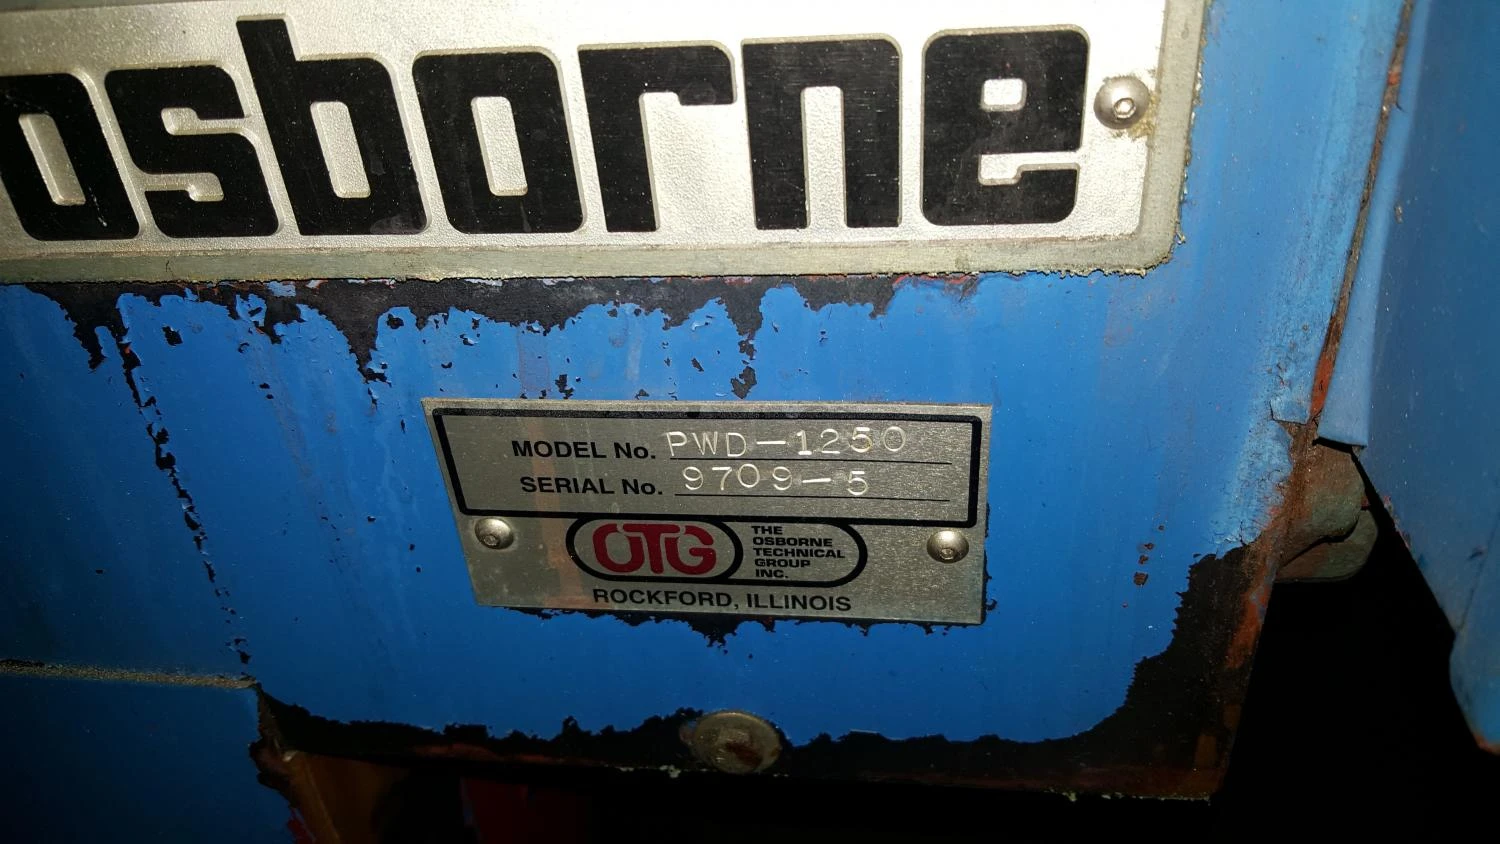 osborne
MODEL No. PWD-1250
SERIAL No. 9709-5
OTG
THE
OSBORNE
TECHNICAL
GROUP
INC.
ROCKFORD, ILLINOIS